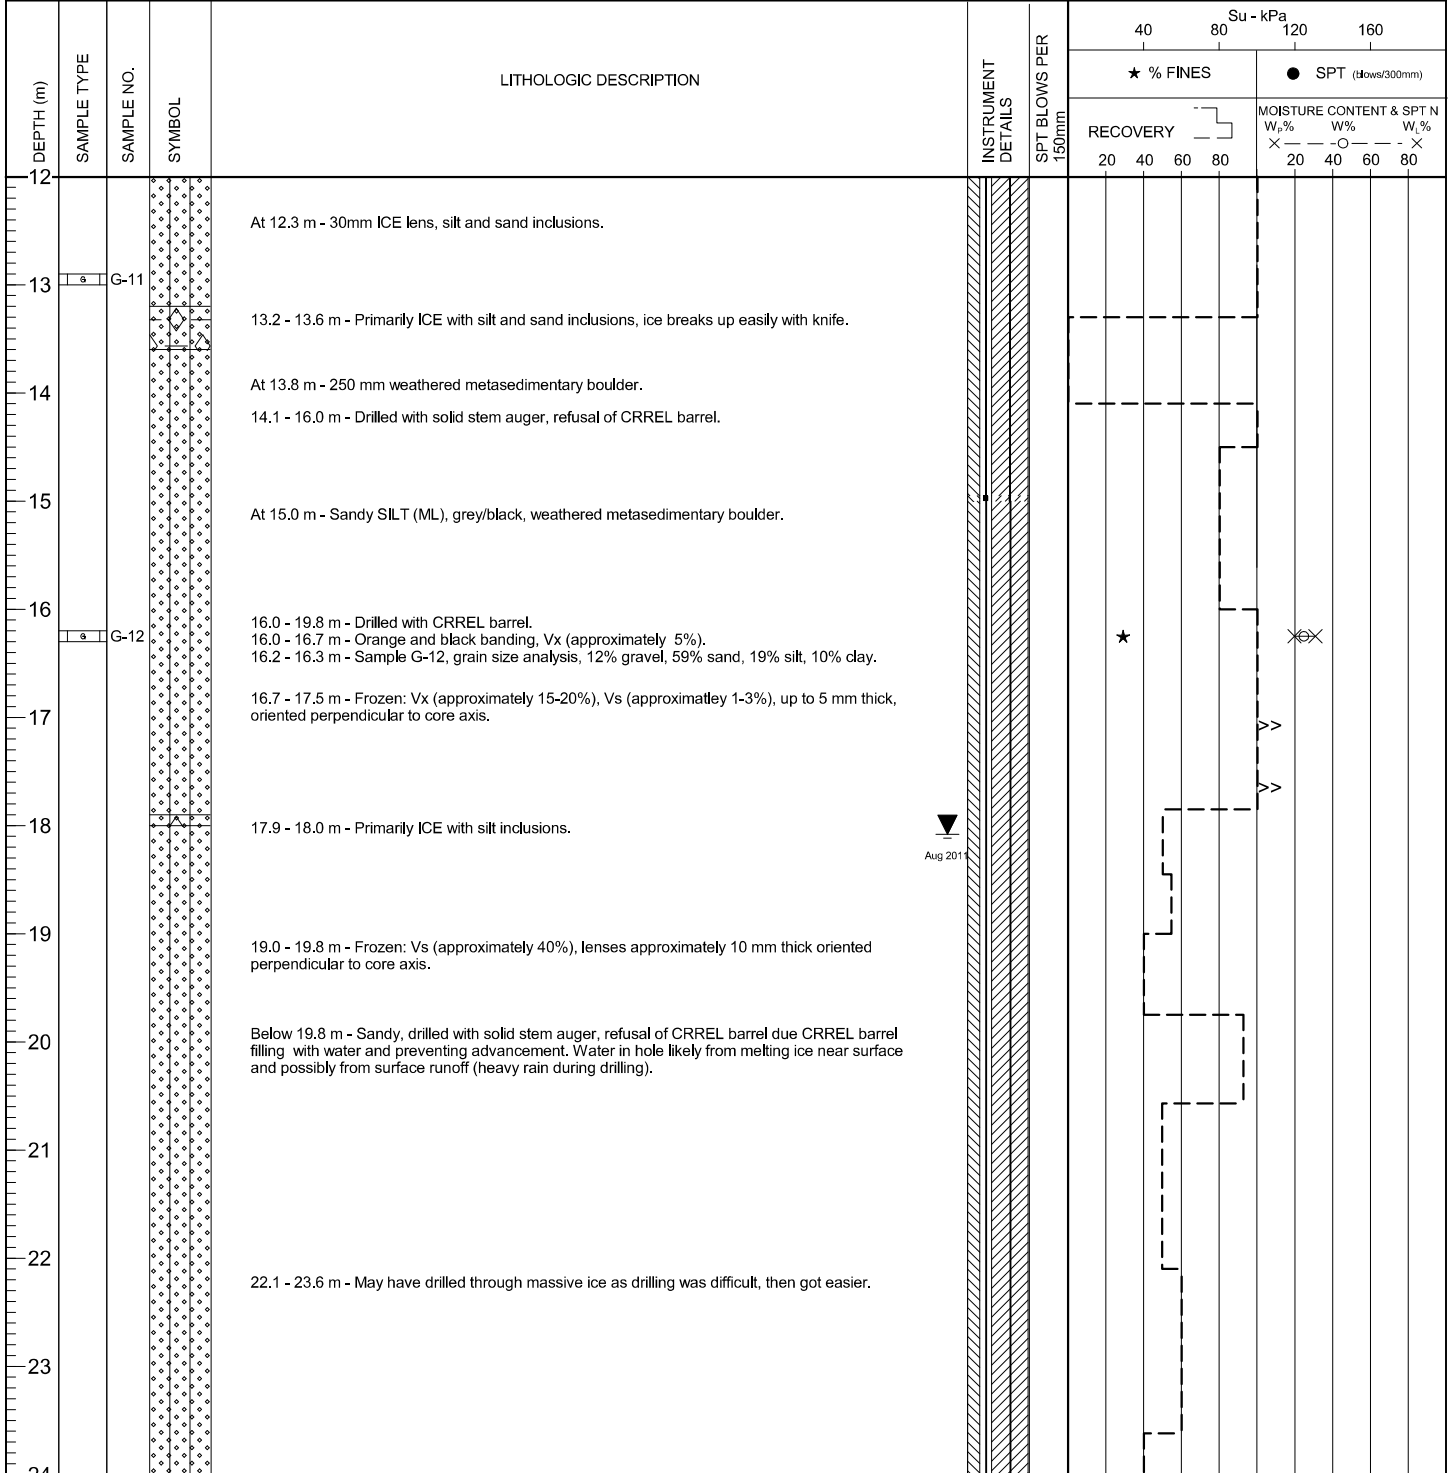 DEPTH (m)
SAMPLE TYPE
SAMPLE NO.
SYMBOL
LITHOLOGIC DESCRIPTION
INSTRUMENT
DETAILS
SPT BLOWS PER
150mm
Su - kPa
40 80 120 160
★ % FINES
● SPT (blows/300mm)
RECOVERY
MOISTURE CONTENT & SPT N
WP% W% WL%
20 40 60 80 20 40 60 80
12
At 12.3 m - 30mm ICE lens, silt and sand inclusions.
G G-11
13
13.2 - 13.6 m - Primarily ICE with silt and sand inclusions, ice breaks up easily with knife.
At 13.8 m - 250 mm weathered metasedimentary boulder.
14
14.1 - 16.0 m - Drilled with solid stem auger, refusal of CRREL barrel.
15
At 15.0 m - Sandy SILT (ML), grey/black, weathered metasedimentary boulder.
16
16.0 - 19.8 m - Drilled with CRREL barrel.
G G-12
16.0 - 16.7 m - Orange and black banding, Vx (approximately 5%).
16.2 - 16.3 m - Sample G-12, grain size analysis, 12% gravel, 59% sand, 19% silt, 10% clay.
16.7 - 17.5 m - Frozen: Vx (approximately 15-20%), Vs (approximatley 1-3%), up to 5 mm thick,
oriented perpendicular to core axis.
17
>>
>>
18
17.9 - 18.0 m - Primarily ICE with silt inclusions.
Aug 2011
19
19.0 - 19.8 m - Frozen: Vs (approximately 40%), lenses approximately 10 mm thick oriented
perpendicular to core axis.
Below 19.8 m - Sandy, drilled with solid stem auger, refusal of CRREL barrel due CRREL barrel
20
filling with water and preventing advancement. Water in hole likely from melting ice near surface
and possibly from surface runoff (heavy rain during drilling).
21
22
22.1 - 23.6 m - May have drilled through massive ice as drilling was difficult, then got easier.
23
24